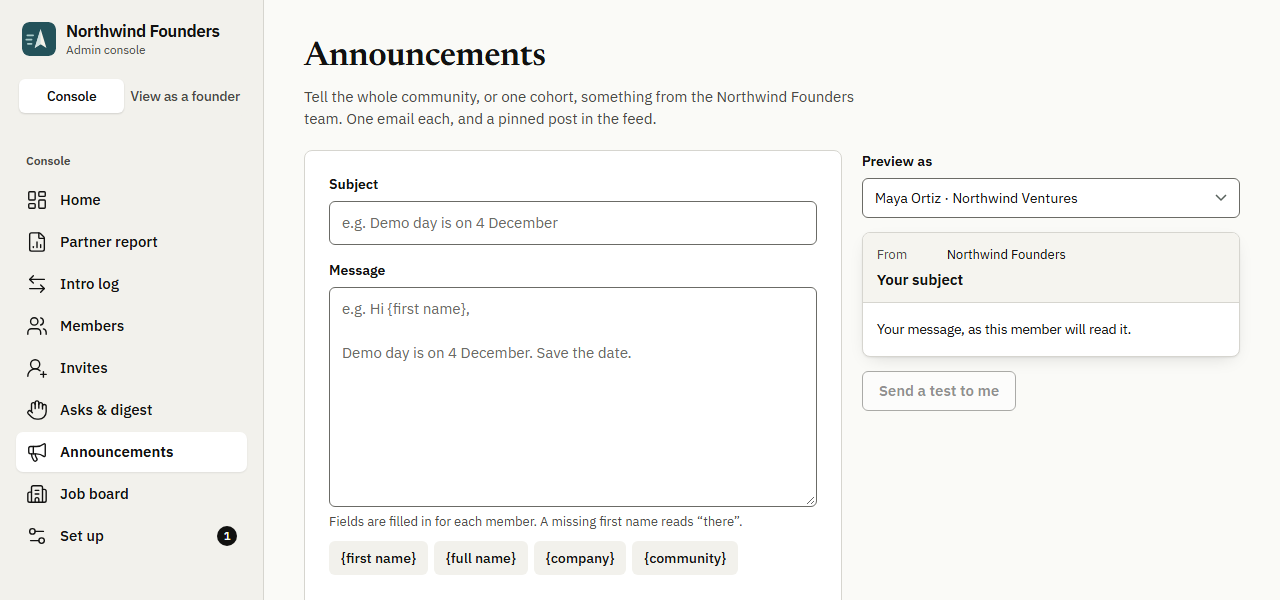 Northwind Founders
Admin console
Console
View as a founder
Console
Home
Partner report
Intro log
Members
Invites
Asks & digest
Announcements
Job board
Set up
1
Announcements
Tell the whole community, or one cohort, something from the Northwind Founders
team. One email each, and a pinned post in the feed.
Subject
e.g. Demo day is on 4 December
Message
e.g. Hi {first name},
Demo day is on 4 December. Save the date.
Fields are filled in for each member. A missing first name reads “there”.
{first name}
{full name}
{company}
{community}
Preview as
Maya Ortiz · Northwind Ventures
From
Northwind Founders
Your subject
Your message, as this member will read it.
Send a test to me